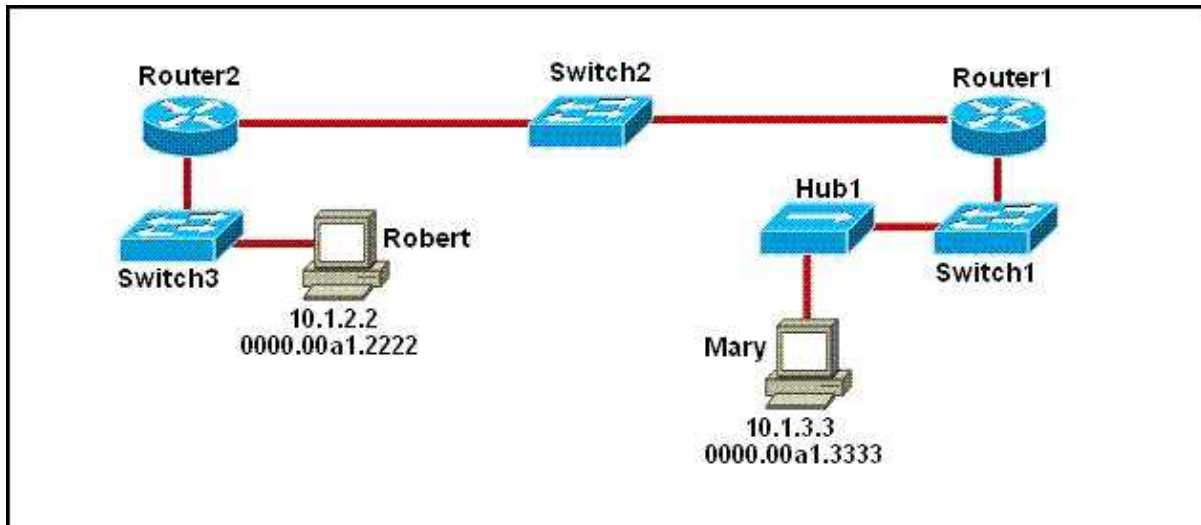 Switch2
Router2
Router1
Hub1
Robert
Switch3
Switch1
10.1.2.2
0000.00a1.2222
Mary
10.1.3.3
0000.00a1.3333